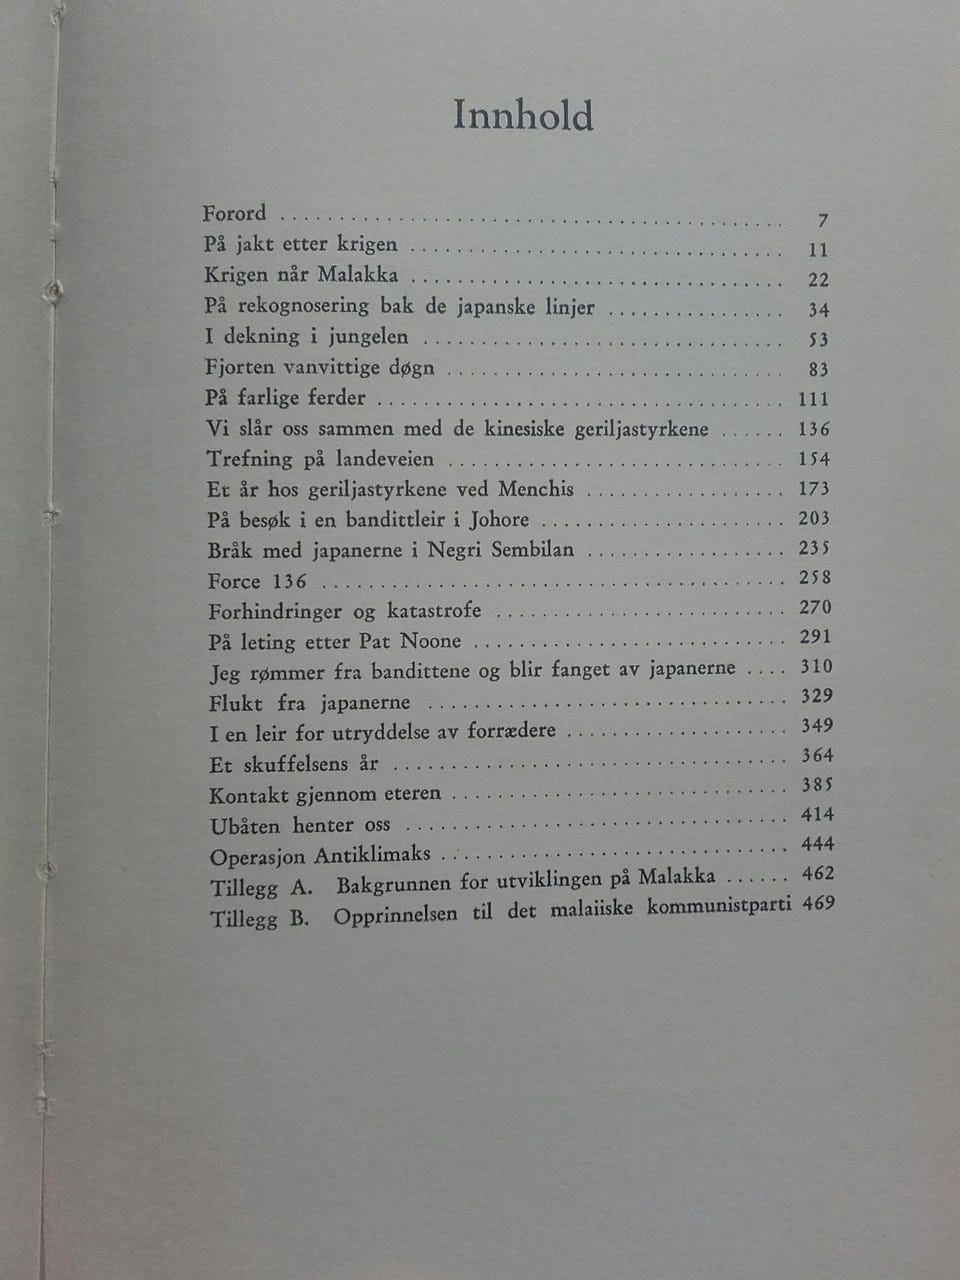 Innhold
Forord . . . . . . . . . . . . . . . . . . . . . . . . . . . . . . . . . . . . . . . . . . . 7
På jakt etter krigen . . . . . . . . . . . . . . . . . . . . . . . . . . . . . . . . 11
Krigen når Malakka . . . . . . . . . . . . . . . . . . . . . . . . . . . . . . . . 22
På rekognosering bak de japanske linjer . . . . . . . . . . . . . . . 34
I dekning i jungelen . . . . . . . . . . . . . . . . . . . . . . . . . . . . . . . 53
Fjorten vanvittige døgn . . . . . . . . . . . . . . . . . . . . . . . . . . . . . 83
På farlige ferder . . . . . . . . . . . . . . . . . . . . . . . . . . . . . . . . . . . 111
Vi slår oss sammen med de kinesiske geriljastyrkene . . . . . . 136
Trefning på landeveien . . . . . . . . . . . . . . . . . . . . . . . . . . . . . 154
Et år hos geriljastyrkene ved Menchis . . . . . . . . . . . . . . . . . 173
På besøk i en bandittleir i Johore . . . . . . . . . . . . . . . . . . . . . 203
Bråk med japanerne i Negri Sembilan . . . . . . . . . . . . . . . . . 235
Force 136 . . . . . . . . . . . . . . . . . . . . . . . . . . . . . . . . . . . . . . . . 258
Forhindringer og katastrofe . . . . . . . . . . . . . . . . . . . . . . . . . 270
På leting etter Pat Noone . . . . . . . . . . . . . . . . . . . . . . . . . . . 291
Jeg rømmer fra bandittene og blir fanget av japanerne . . . . 310
Flukt fra japanerne . . . . . . . . . . . . . . . . . . . . . . . . . . . . . . . 329
I en leir for utryddelse av forrædere . . . . . . . . . . . . . . . . . . . 349
Et skuffelsens år . . . . . . . . . . . . . . . . . . . . . . . . . . . . . . . . . . 364
Kontakt gjennom eteren . . . . . . . . . . . . . . . . . . . . . . . . . . . . . 385
Ubåten henter oss . . . . . . . . . . . . . . . . . . . . . . . . . . . . . . . . . 414
Operasjon Antiklimaks . . . . . . . . . . . . . . . . . . . . . . . . . . . . . . 444
Tillegg A. Bakgrunnen for utviklingen på Malakka . . . . . . 462
Tillegg B. Opprinnelsen til det malaiiske kommunistparti 469